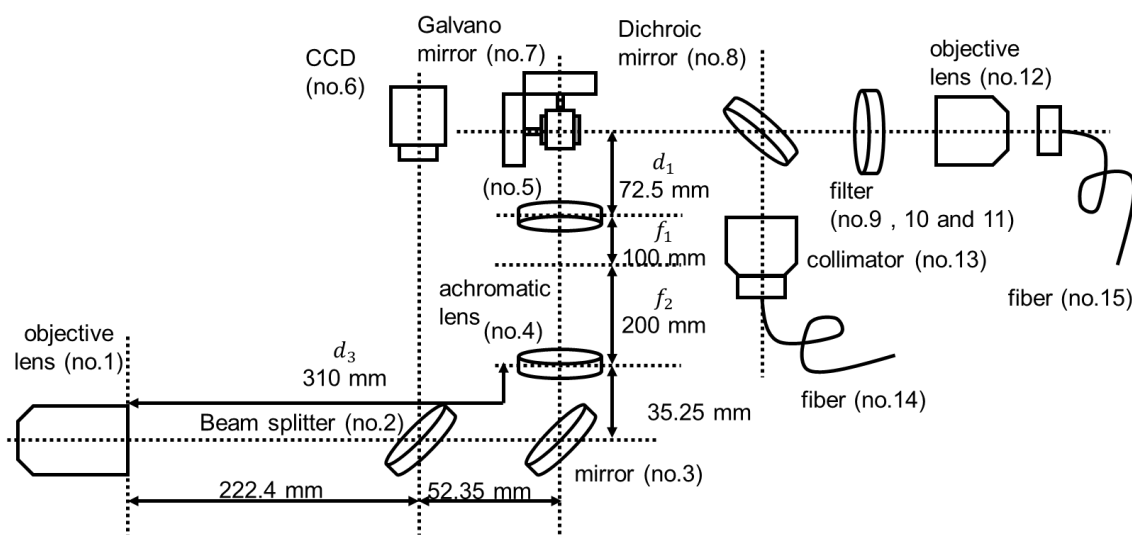 Galvano
mirror (no.7)
Dichroic
mirror (no.8)
objective
lens (no.12)
CCD
(no.6)
(no.5)
d₁
72.5 mm
filter
(no.9 , 10 and 11)
f₁
100 mm
collimator (no.13)
fiber (no.15)
achromatic
lens
(no.4)
f₂
200 mm
objective
lens (no.1)
d₃
310 mm
fiber (no.14)
Beam splitter (no.2)
35.25 mm
mirror (no.3)
222.4 mm
52.35 mm